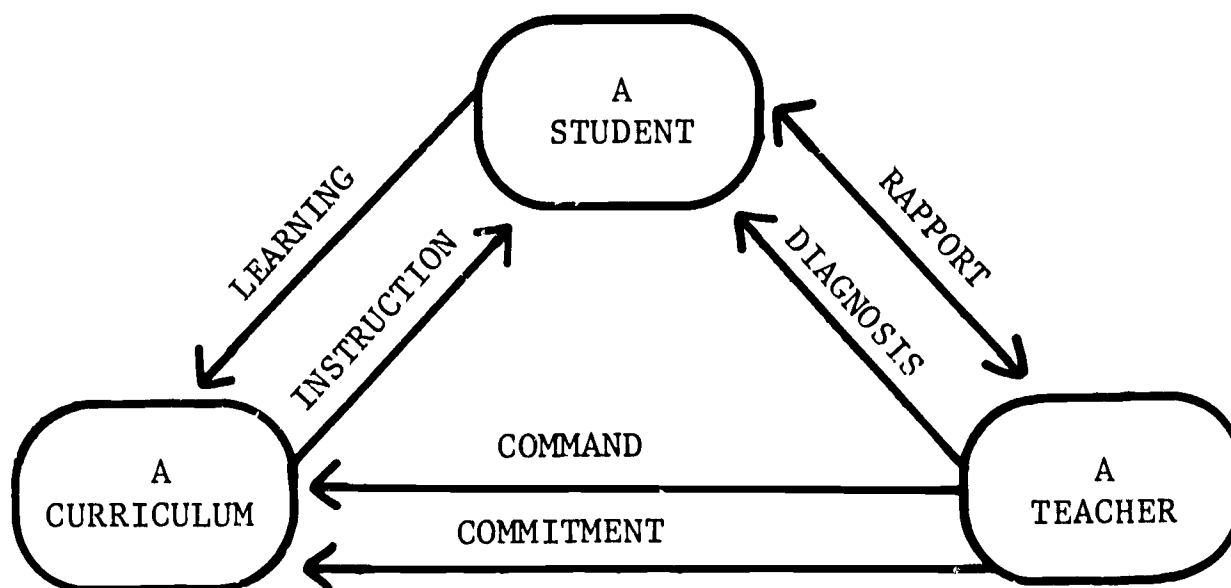 A
STUDENT
LEARNING
INSTRUCTION
RAPPORT
DIAGNOSIS
COMMAND
COMMITMENT
A
CURRICULUM
A
TEACHER